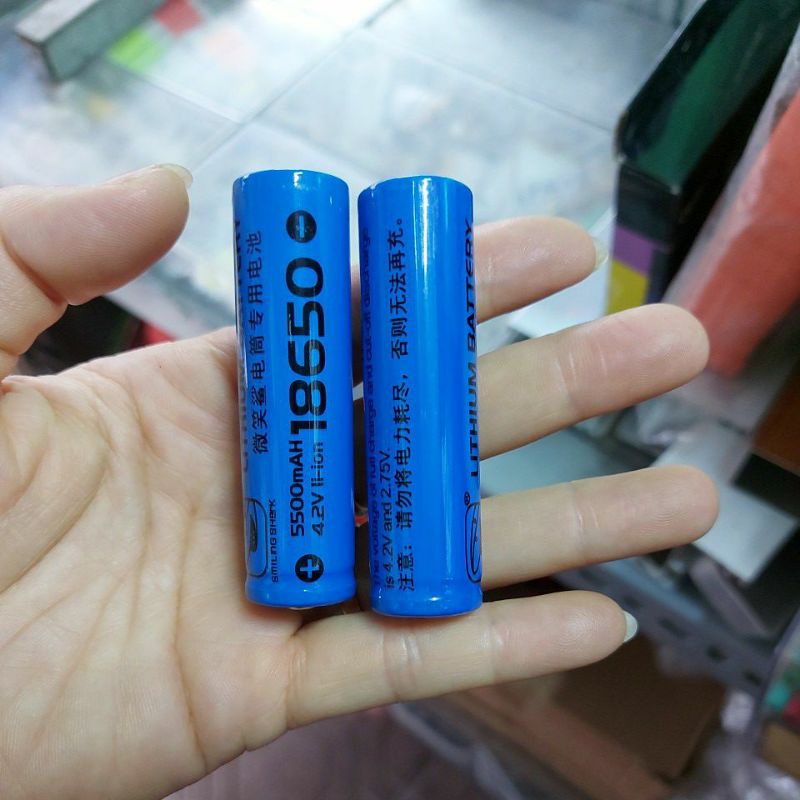 微笑鲨电筒专用电池
18650
5500mAH
4.2V li-ion
SMILING SHARK
The voltage of full charge and cut-off discharge
is 4.2V and 2.75V.
注意：请勿将电力耗尽，否则无法再充。
LITHIUM BATTERY